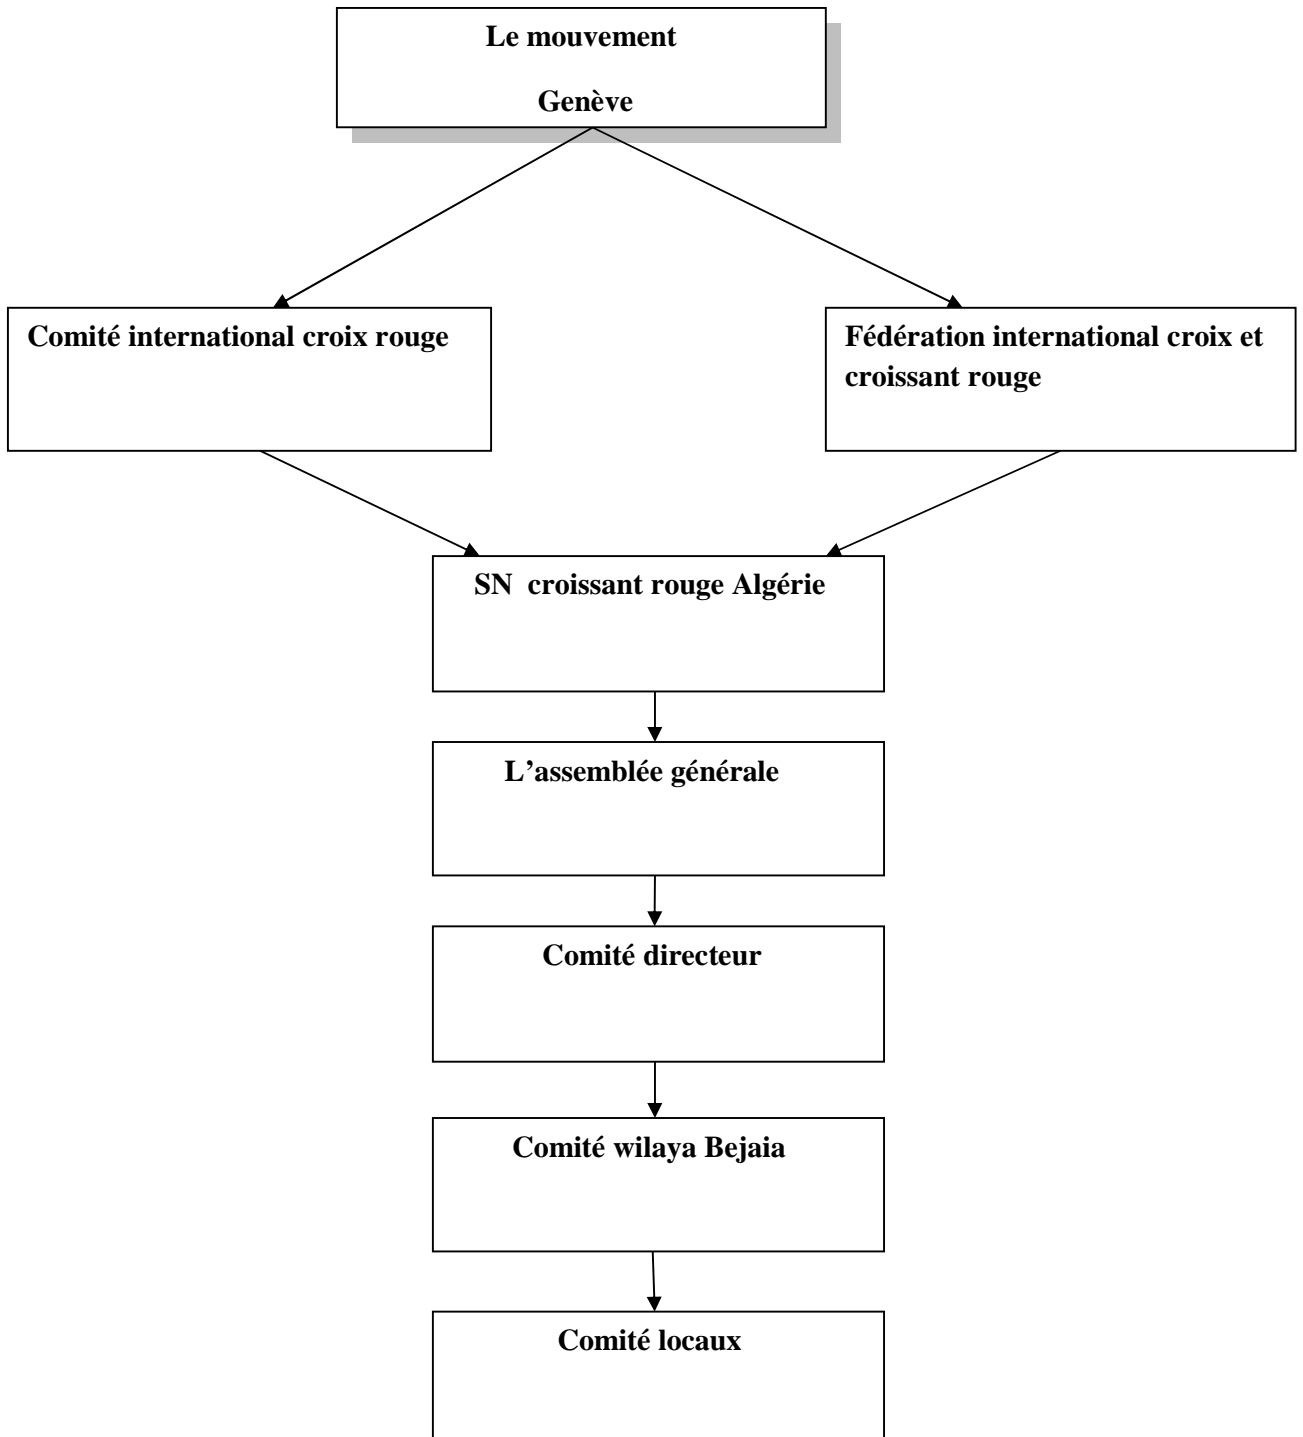 Le mouvement
Genève
Comité international croix rouge
Fédération international croix et
croissant rouge
SN  croissant rouge Algérie
L’assemblée générale
Comité directeur
Comité wilaya Bejaia
Comité locaux